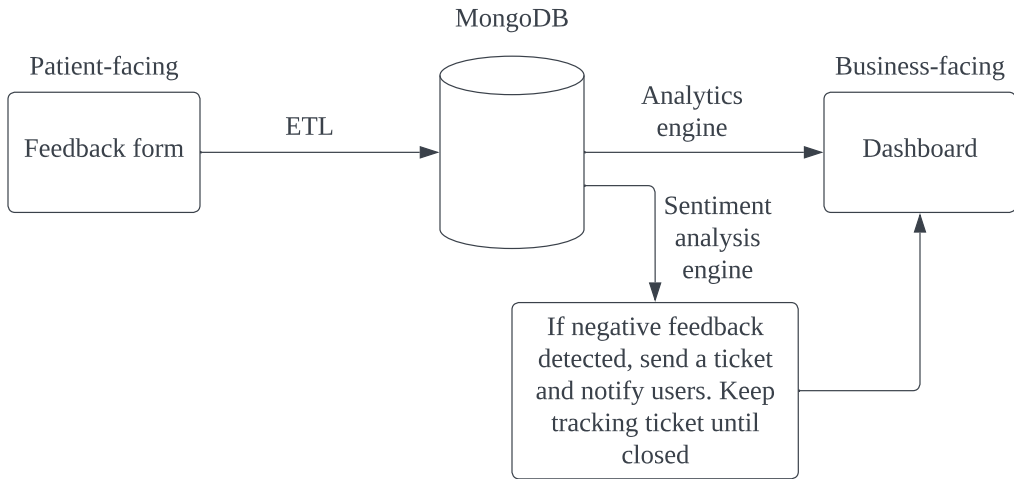 MongoDB
Patient-facing
Feedback form
ETL
Analytics
engine
Business-facing
Dashboard
Sentiment
analysis
engine
If negative feedback
detected, send a ticket
and notify users. Keep
tracking ticket until
closed